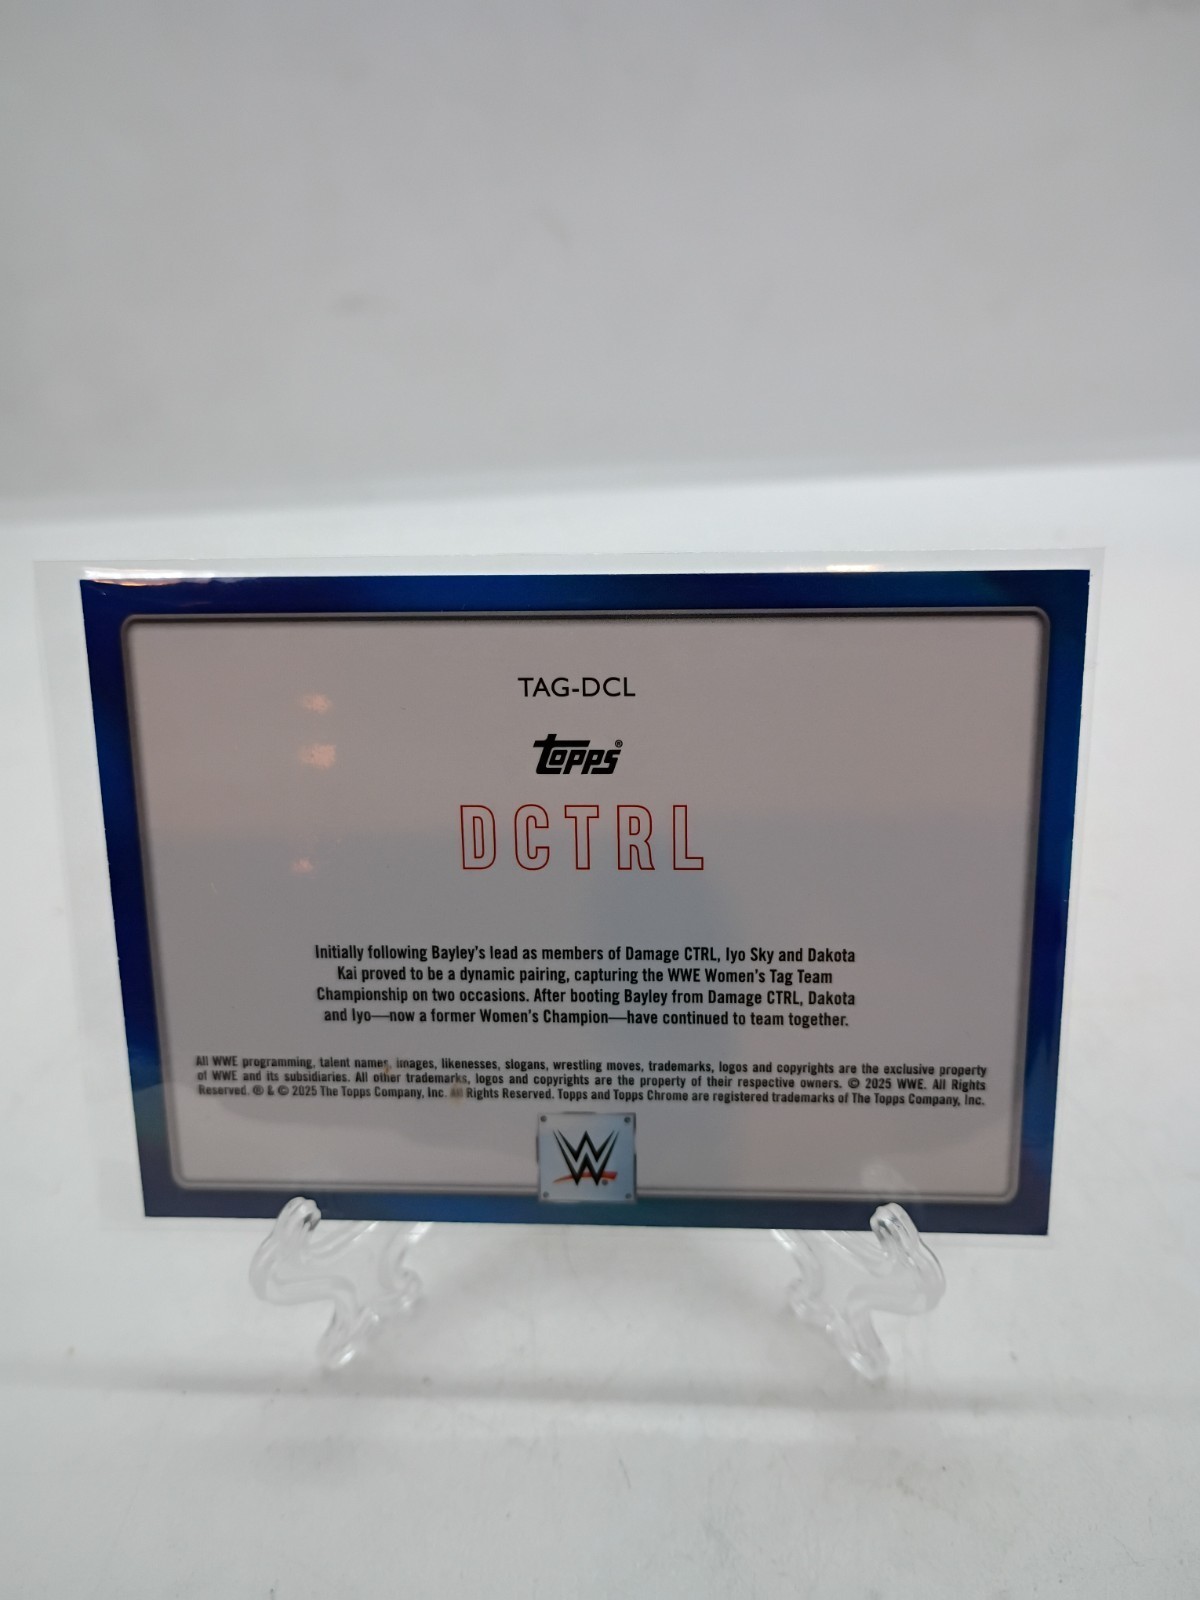 TAG-DCL
Topps®
DCTRL
Initially following Bayley's lead as members of Damage CTRL, Iyo Sky and Dakota
Kai proved to be a dynamic pairing, capturing the WWE Women's Tag Team
Championship on two occasions. After booting Bayley from Damage CTRL, Dakota
and Iyo—now a former Women's Champion—have continued to team together.
All WWE programming, talent names, images, likenesses, slogans, wrestling moves, trademarks, logos and copyrights are the exclusive property
of WWE and its subsidiaries. All other trademarks, logos and copyrights are the property of their respective owners. © 2025 WWE. All Rights
Reserved. ® & © 2025 The Topps Company, Inc. All Rights Reserved. Topps and Topps Chrome are registered trademarks of The Topps Company, Inc.
W